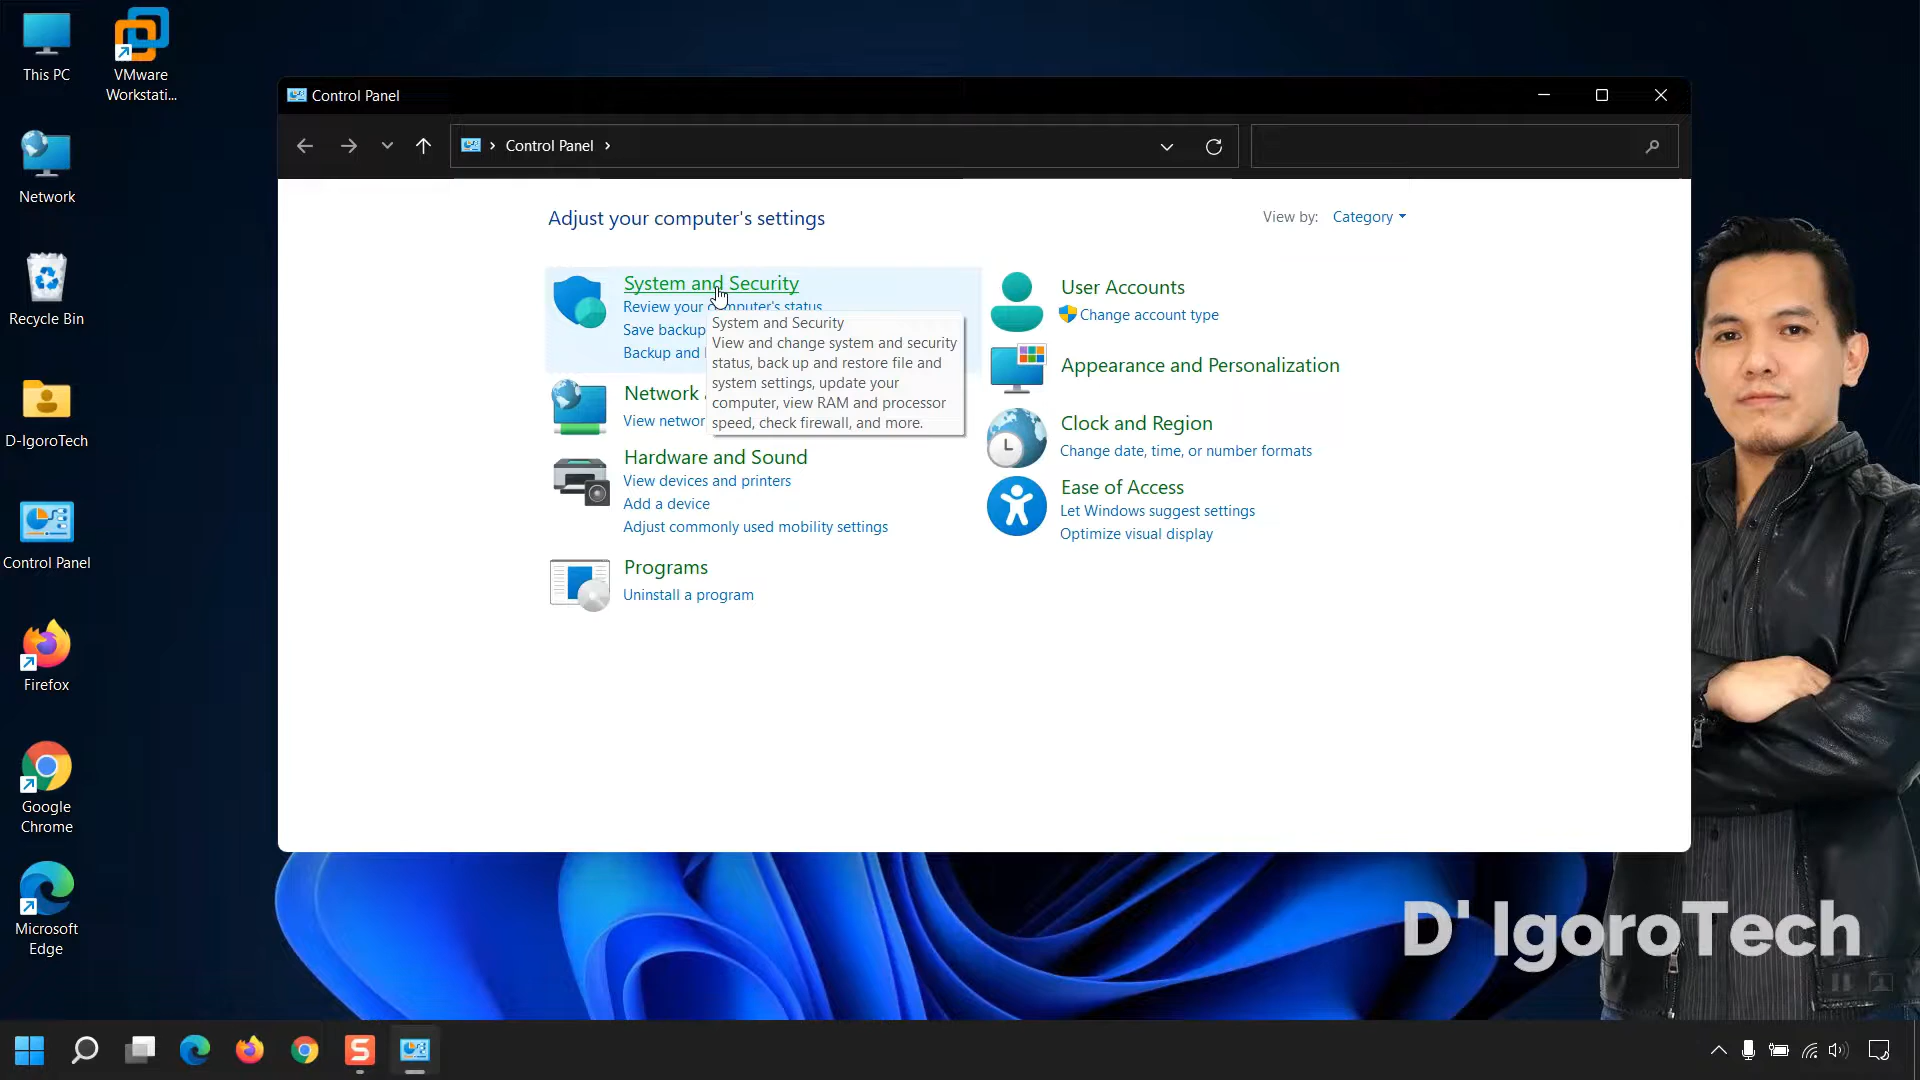 This PC
VMware
Workstati...
Network
Recycle Bin
D-IgoroTech
Control Panel
Firefox
Google
Chrome
Microsoft
Edge
Control Panel
Control Panel
Adjust your computer's settings
View by: Category
System and Security
Review your computer's status
Save backup
Backup and
System and Security
View and change system and security
status, back up and restore file and
system settings, update your
computer, view RAM and processor
speed, check firewall, and more.
Network
View networ
Hardware and Sound
View devices and printers
Add a device
Adjust commonly used mobility settings
Programs
Uninstall a program
User Accounts
Change account type
Appearance and Personalization
Clock and Region
Change date, time, or number formats
Ease of Access
Let Windows suggest settings
Optimize visual display
D' IgoroTech
S